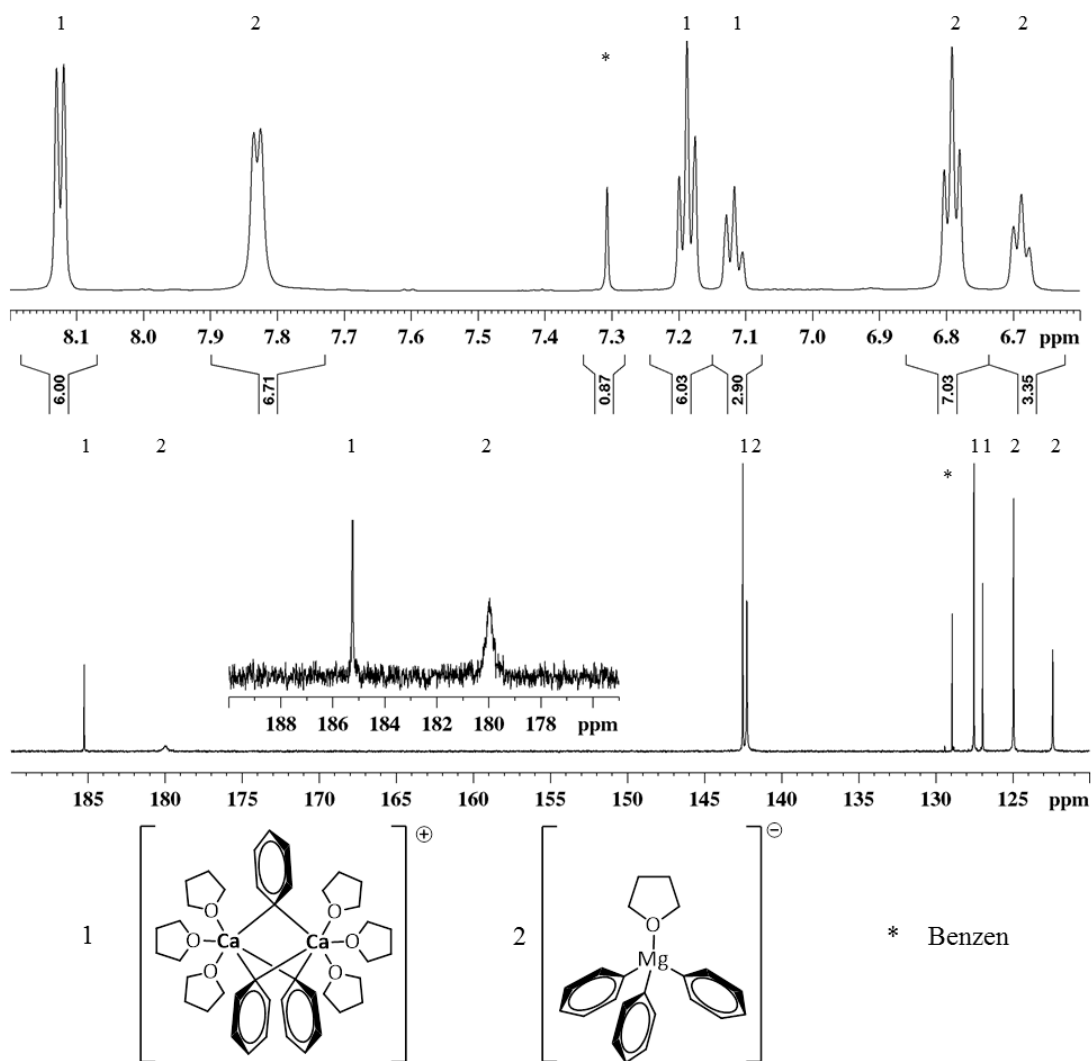 1 2 1 1 2 2
*
8.1 8.0 7.9 7.8 7.7 7.6 7.5 7.4 7.3 7.2 7.1 7.0 6.9 6.8 6.7 ppm
6.00 6.71 0.87 6.03 2.90 7.03 3.35
1 2 1 2 1 2 1 1 2 2
*
188 186 184 182 180 178 ppm
185 180 175 170 165 160 155 150 145 140 135 130 125 ppm
⊕ ⊖
O O O
O Ca Ca O Mg
O O
1 2 * Benzen